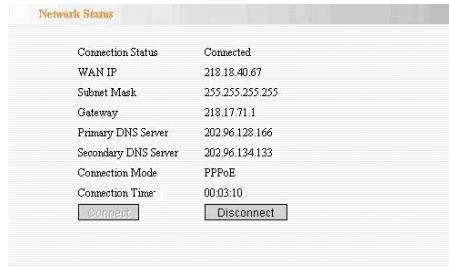 Network Status
Connection Status Connected
WAN IP 218.18.40.67
Subnet Mask 255.255.255.255
Gateway 218.17.71.1
Primary DNS Server 202.96.128.166
Secondary DNS Server 202.96.134.133
Connection Mode PPPoE
Connection Time: 00:03:10
Connect Disconnect